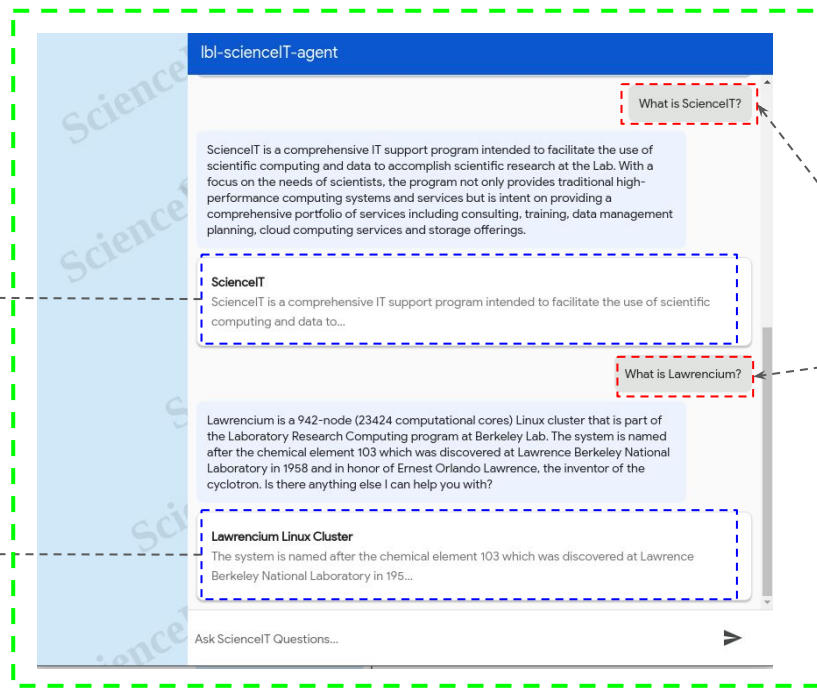 lbl-scienceIT-agent
What is ScienceIT?
ScienceIT is a comprehensive IT support program intended to facilitate the use of
scientific computing and data to accomplish scientific research at the Lab. With a
focus on the needs of scientists, the program not only provides traditional high-
performance computing systems and services but is intent on providing a
comprehensive portfolio of services including consulting, training, data management
planning, cloud computing services and storage offerings.
ScienceIT
ScienceIT is a comprehensive IT support program intended to facilitate the use of scientific
computing and data to...
What is Lawrencium?
Lawrencium is a 942-node (23424 computational cores) Linux cluster that is part of
the Laboratory Research Computing program at Berkeley Lab. The system is named
after the chemical element 103 which was discovered at Lawrence Berkeley National
Laboratory in 1958 and in honor of Ernest Orlando Lawrence, the inventor of the
cyclotron. Is there anything else I can help you with?
Lawrencium Linux Cluster
The system is named after the chemical element 103 which was discovered at Lawrence
Berkeley National Laboratory in 195...
Ask ScienceIT Questions...
Science
Science
S
Sci
Science
ience